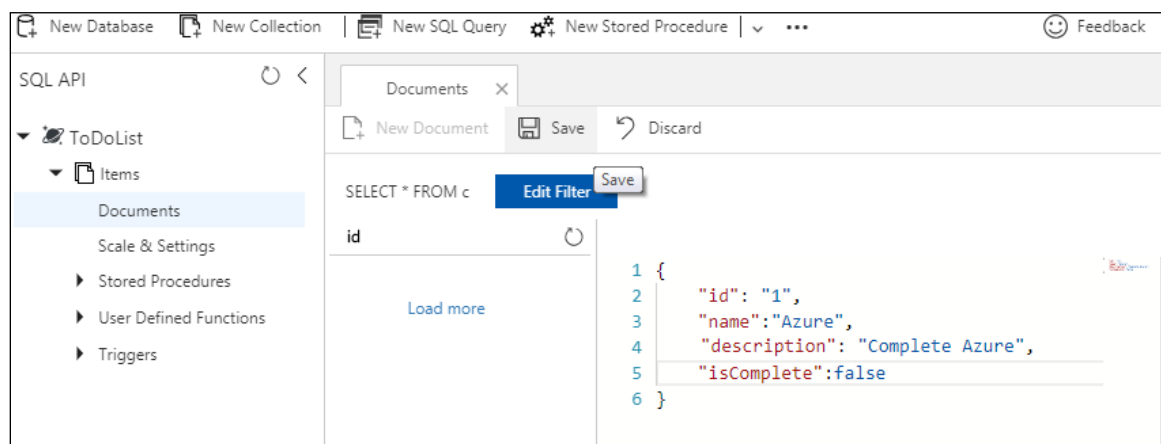 New Database New Collection New SQL Query New Stored Procedure ••• Feedback
SQL API
Documents
New Document Save Discard
ToDoList
Items
Documents
Scale & Settings
Stored Procedures
User Defined Functions
Triggers
SELECT * FROM c Edit Filter Save
id
Load more
1 {
2 "id": "1",
3 "name":"Azure",
4 "description": "Complete Azure",
5 "isComplete":false
6 }